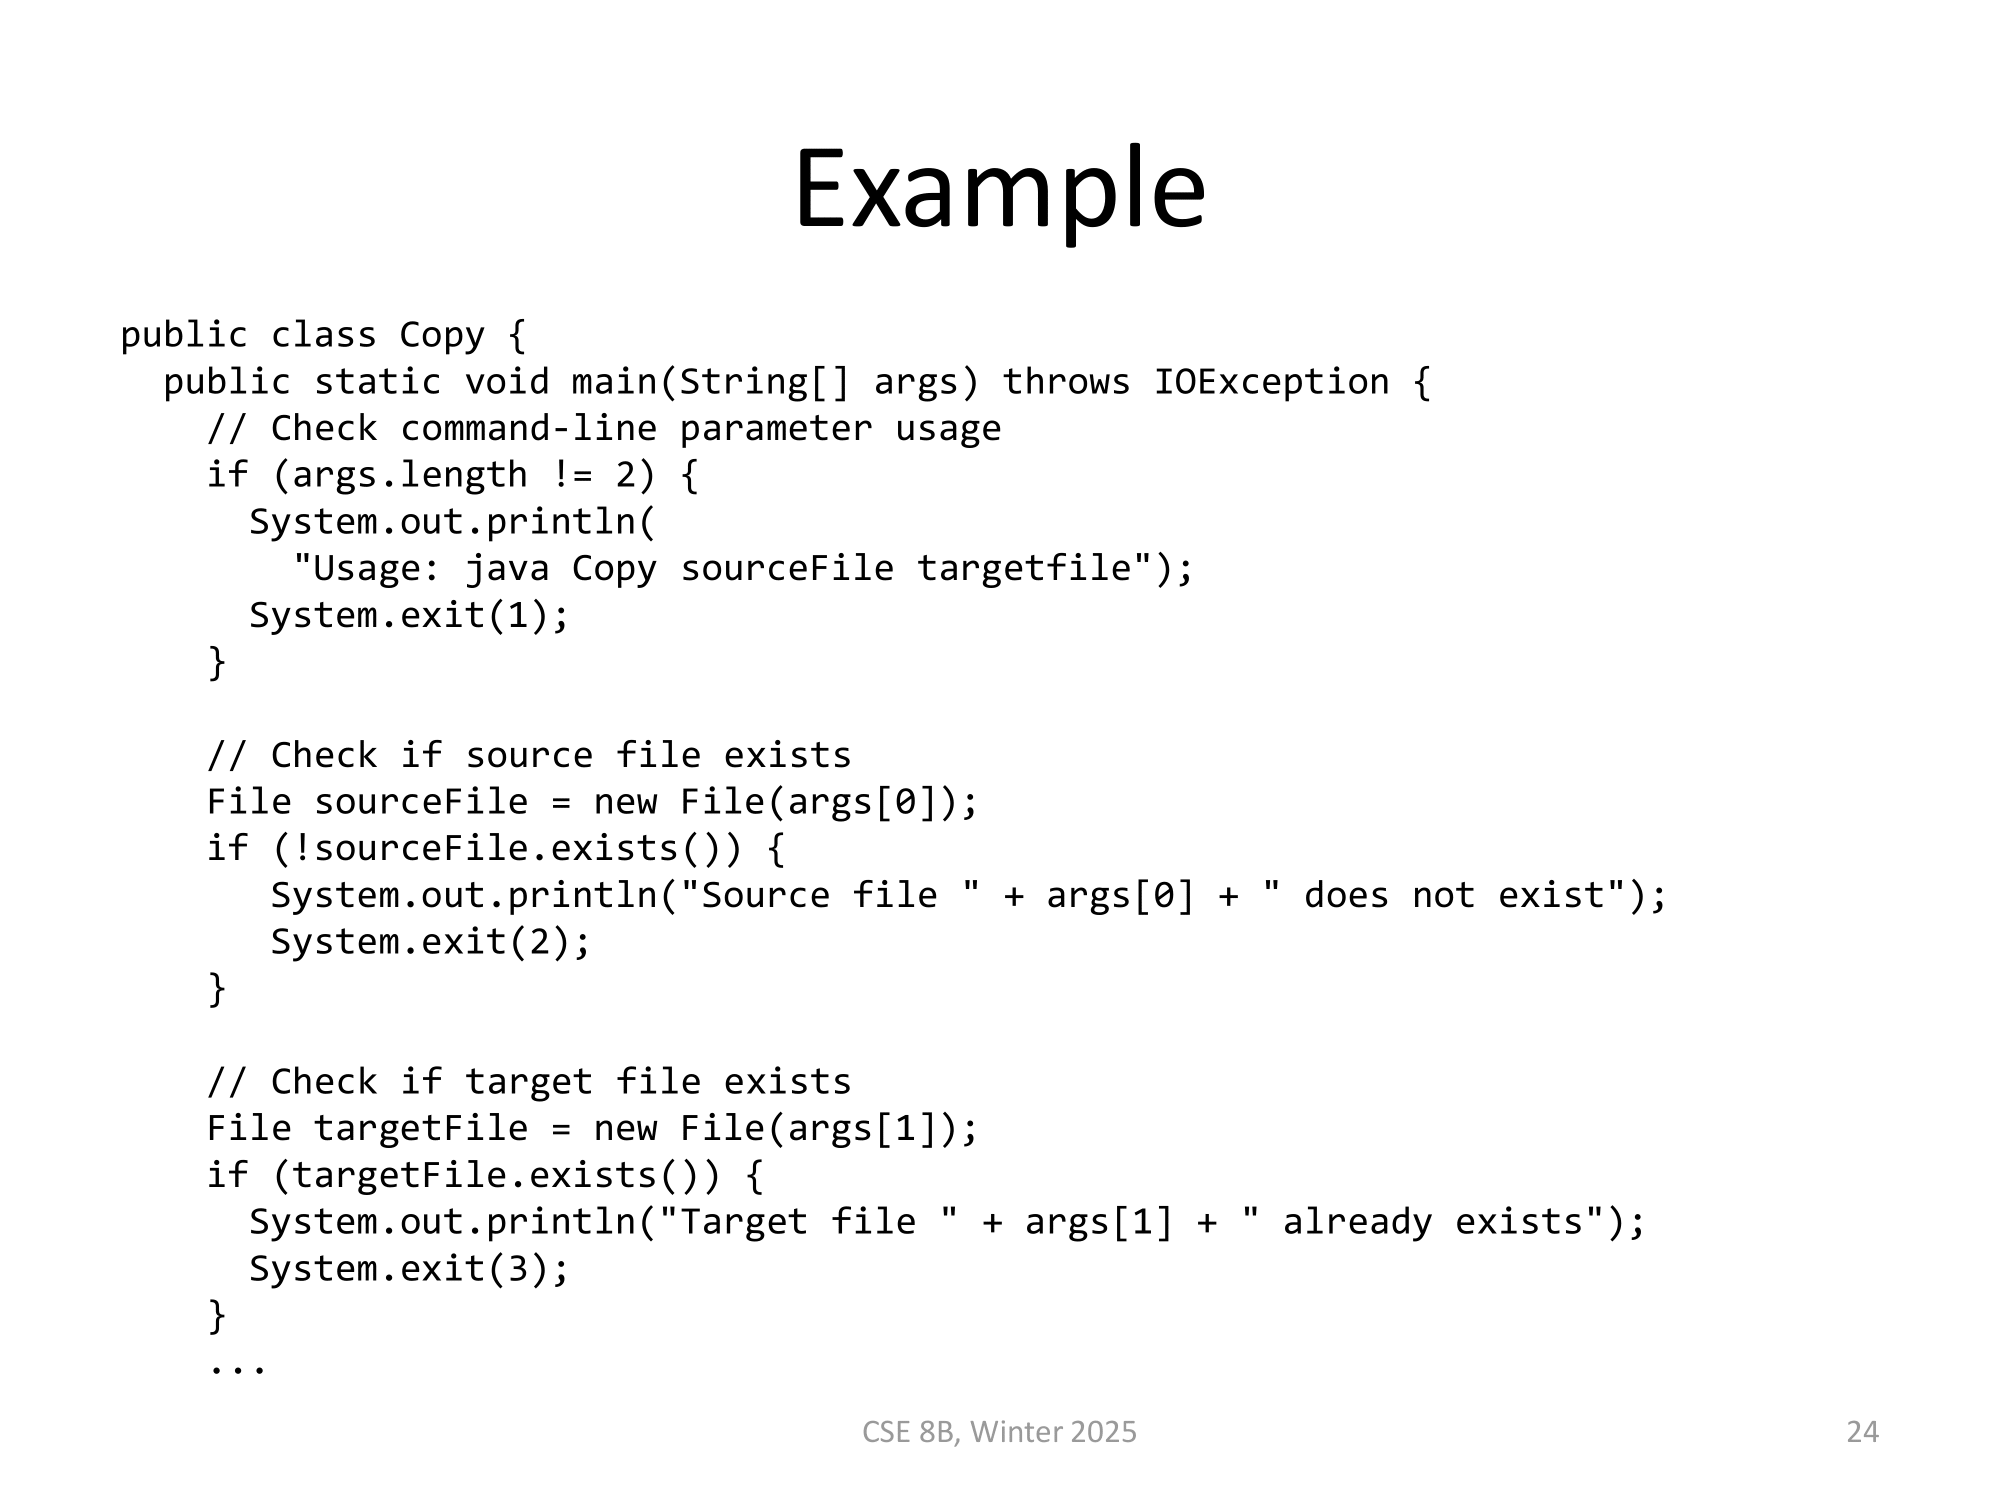 Example
public class Copy {
  public static void main(String[] args) throws IOException {
    // Check command-line parameter usage
    if (args.length != 2) {
      System.out.println(
        "Usage: java Copy sourceFile targetfile");
      System.exit(1);
    }

    // Check if source file exists
    File sourceFile = new File(args[0]);
    if (!sourceFile.exists()) {
       System.out.println("Source file " + args[0] + " does not exist");
       System.exit(2);
    }

    // Check if target file exists
    File targetFile = new File(args[1]);
    if (targetFile.exists()) {
      System.out.println("Target file " + args[1] + " already exists");
      System.exit(3);
    }
    ...
CSE 8B, Winter 2025
24